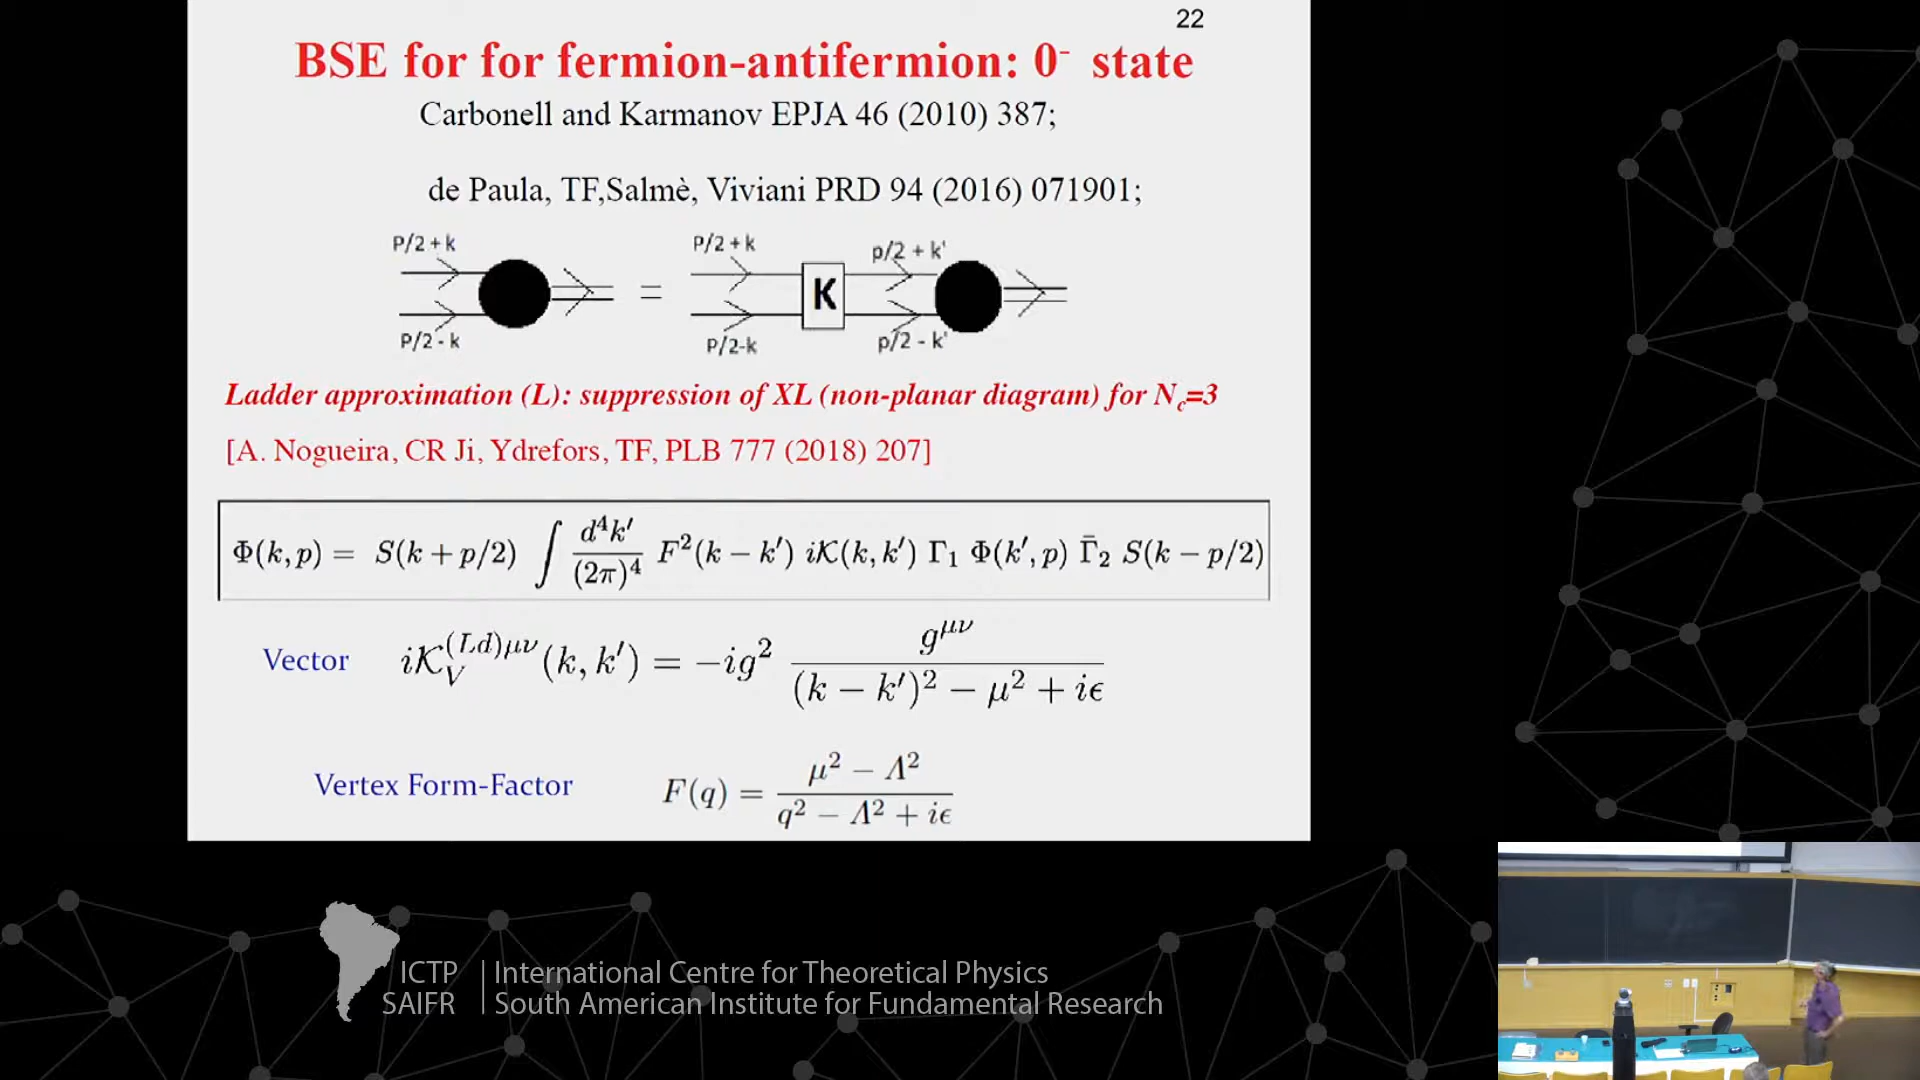 22
BSE for for fermion-antifermion: 0⁻ state
Carbonell and Karmanov EPJA 46 (2010) 387;
de Paula, TF,Salmè, Viviani PRD 94 (2016) 071901;
P/2 + k P/2 + k p/2 + k'
= K
P/2 - k P/2-k p/2 - k'
Ladder approximation (L): suppression of XL (non-planar diagram) for N_c=3
[A. Nogueira, CR Ji, Ydrefors, TF, PLB 777 (2018) 207]
Φ(k, p) = S(k + p/2) ∫ d⁴k′/(2π)⁴ F²(k − k′) i𝒦(k, k′) Γ₁ Φ(k′, p) Γ̄₂ S(k − p/2)
Vector i𝒦_V^{(Ld)μν}(k, k′) = −ig² g^{μν}/((k − k′)² − μ² + iϵ)
Vertex Form-Factor F(q) = (μ² − Λ²)/(q² − Λ² + iϵ)
ICTP | International Centre for Theoretical Physics
SAIFR | South American Institute for Fundamental Research